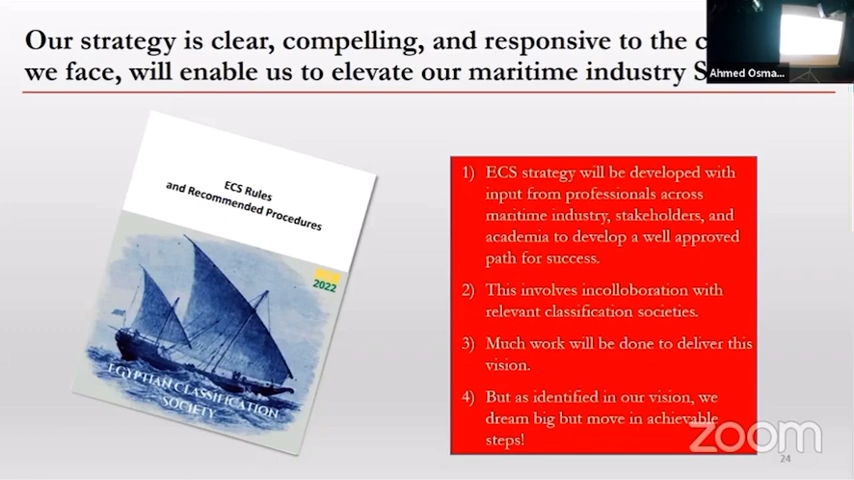 Our strategy is clear, compelling, and responsive to the
we face, will enable us to elevate our maritime industry
Ahmed Osma...
ECS Rules
and Recommended Procedures
2022
EGYPTIAN CLASSIFICATION
SOCIETY
1) ECS strategy will be developed with
input from professionals across
maritime industry, stakeholders, and
academia to develop a well approved
path for success.
2) This involves incolloboration with
relevant classification societies.
3) Much work will be done to deliver this
vision.
4) But as identified in our vision, we
dream big but move in achievable
steps!
zoom
24